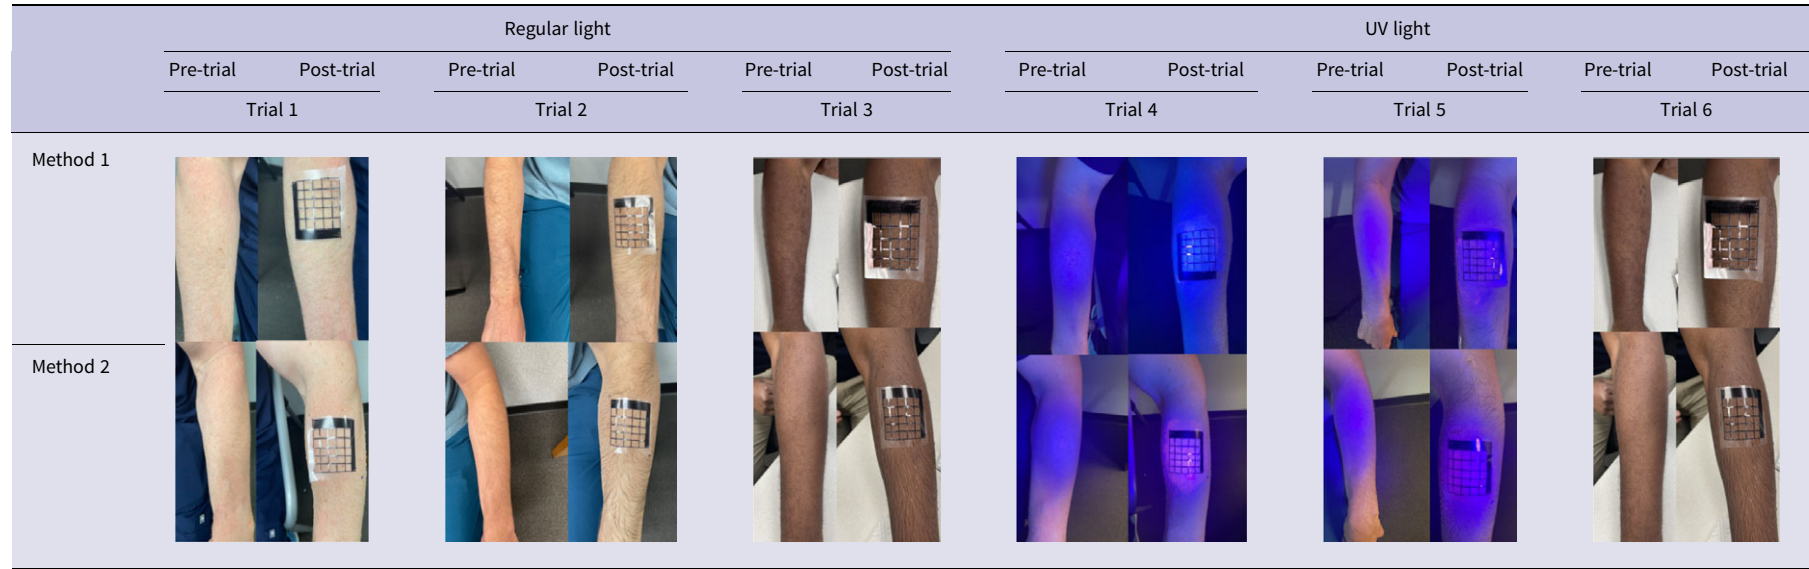 Regular light UV light
Pre-trial Post-trial Pre-trial Post-trial Pre-trial Post-trial Pre-trial Post-trial Pre-trial Post-trial Pre-trial Post-trial
Trial 1 Trial 2 Trial 3 Trial 4 Trial 5 Trial 6
Method 1
Method 2